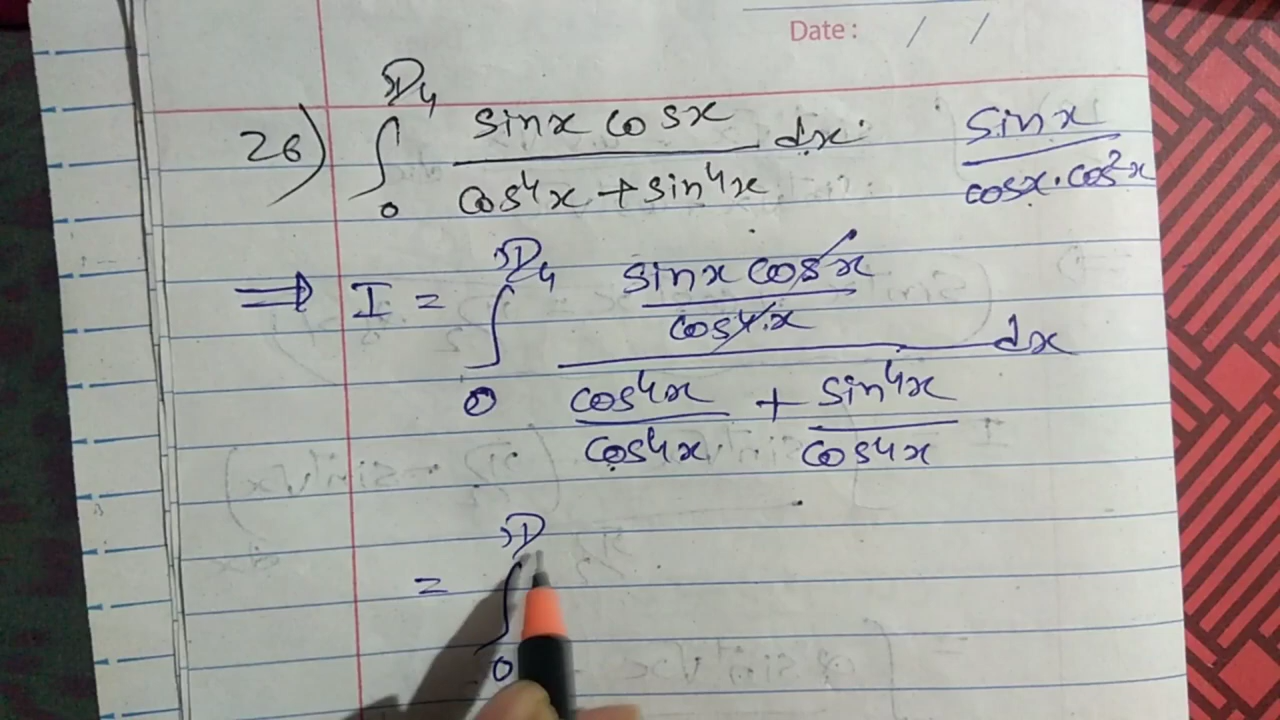 Date: / /
26) ∫₀^π/4 sinx cosx / cos⁴x + sin⁴x dx
sinx / cosx·cos²x
⇒ I = ∫₀^π/4 (sinx cosx / cos⁴x) / (cos⁴x / cos⁴x + sin⁴x / cos⁴x) dx
= ∫₀^π